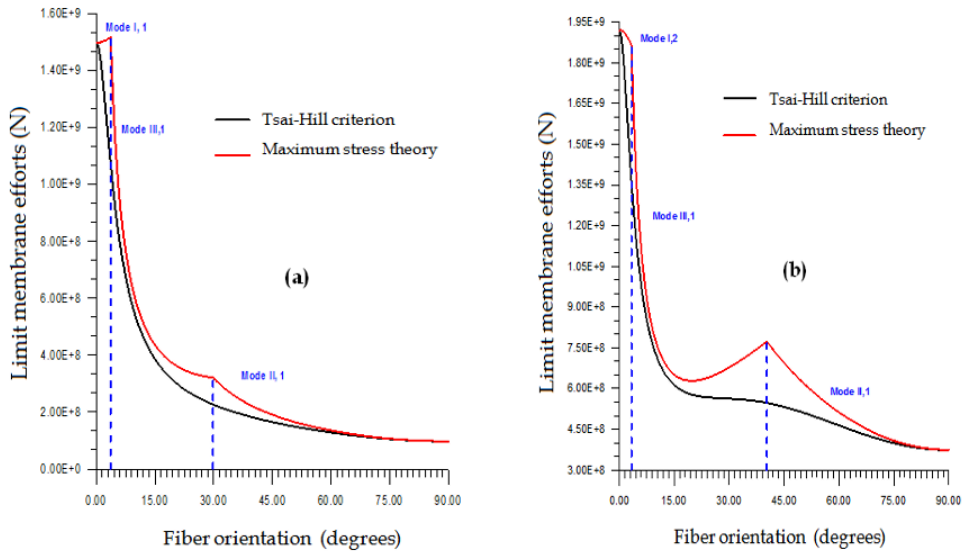 1.60E+9
1.40E+9
1.20E+9
1.00E+9
8.00E+8
6.00E+8
4.00E+8
2.00E+8
0.00E+0
Limit membrane efforts (N)
Mode I, 1
Mode III,1
Mode II, 1
Tsai-Hill criterion
Maximum stress theory
(a)
0.00 15.00 30.00 45.00 60.00 75.00 90.00
Fiber orientation (degrees)
1.95E+9
1.80E+9
1.65E+9
1.50E+9
1.35E+9
1.20E+9
1.05E+9
9.00E+8
7.50E+8
6.00E+8
4.50E+8
3.00E+8
Limit membrane efforts (N)
Mode I,2
Mode III,1
Mode II,1
Tsai-Hill criterion
Maximum stress theory
(b)
0.00 15.00 30.00 45.00 60.00 75.00 90.00
Fiber orientation (degrees)